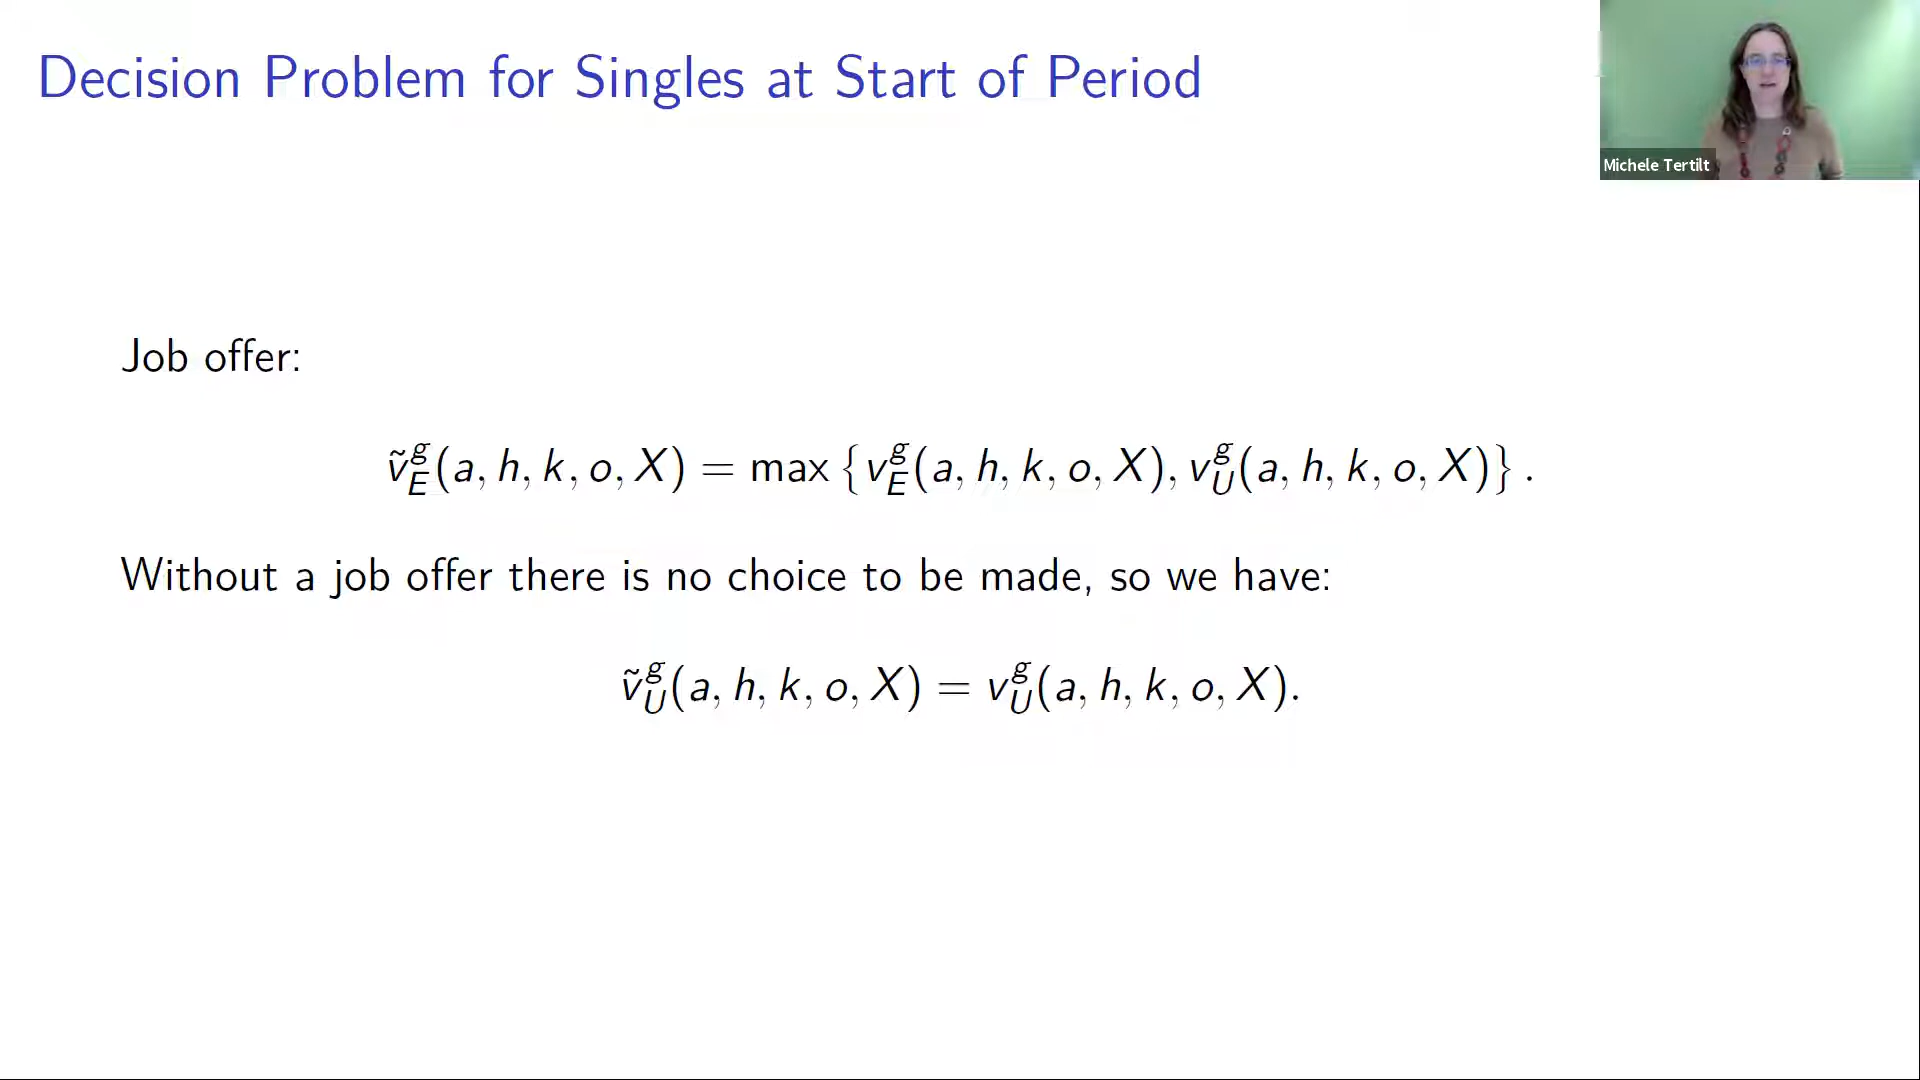 Decision Problem for Singles at Start of Period
Michele Tertilt
Job offer:
ṽ_E^g(a, h, k, o, X) = max {v_E^g(a, h, k, o, X), v_U^g(a, h, k, o, X)}.
Without a job offer there is no choice to be made, so we have:
ṽ_U^g(a, h, k, o, X) = v_U^g(a, h, k, o, X).